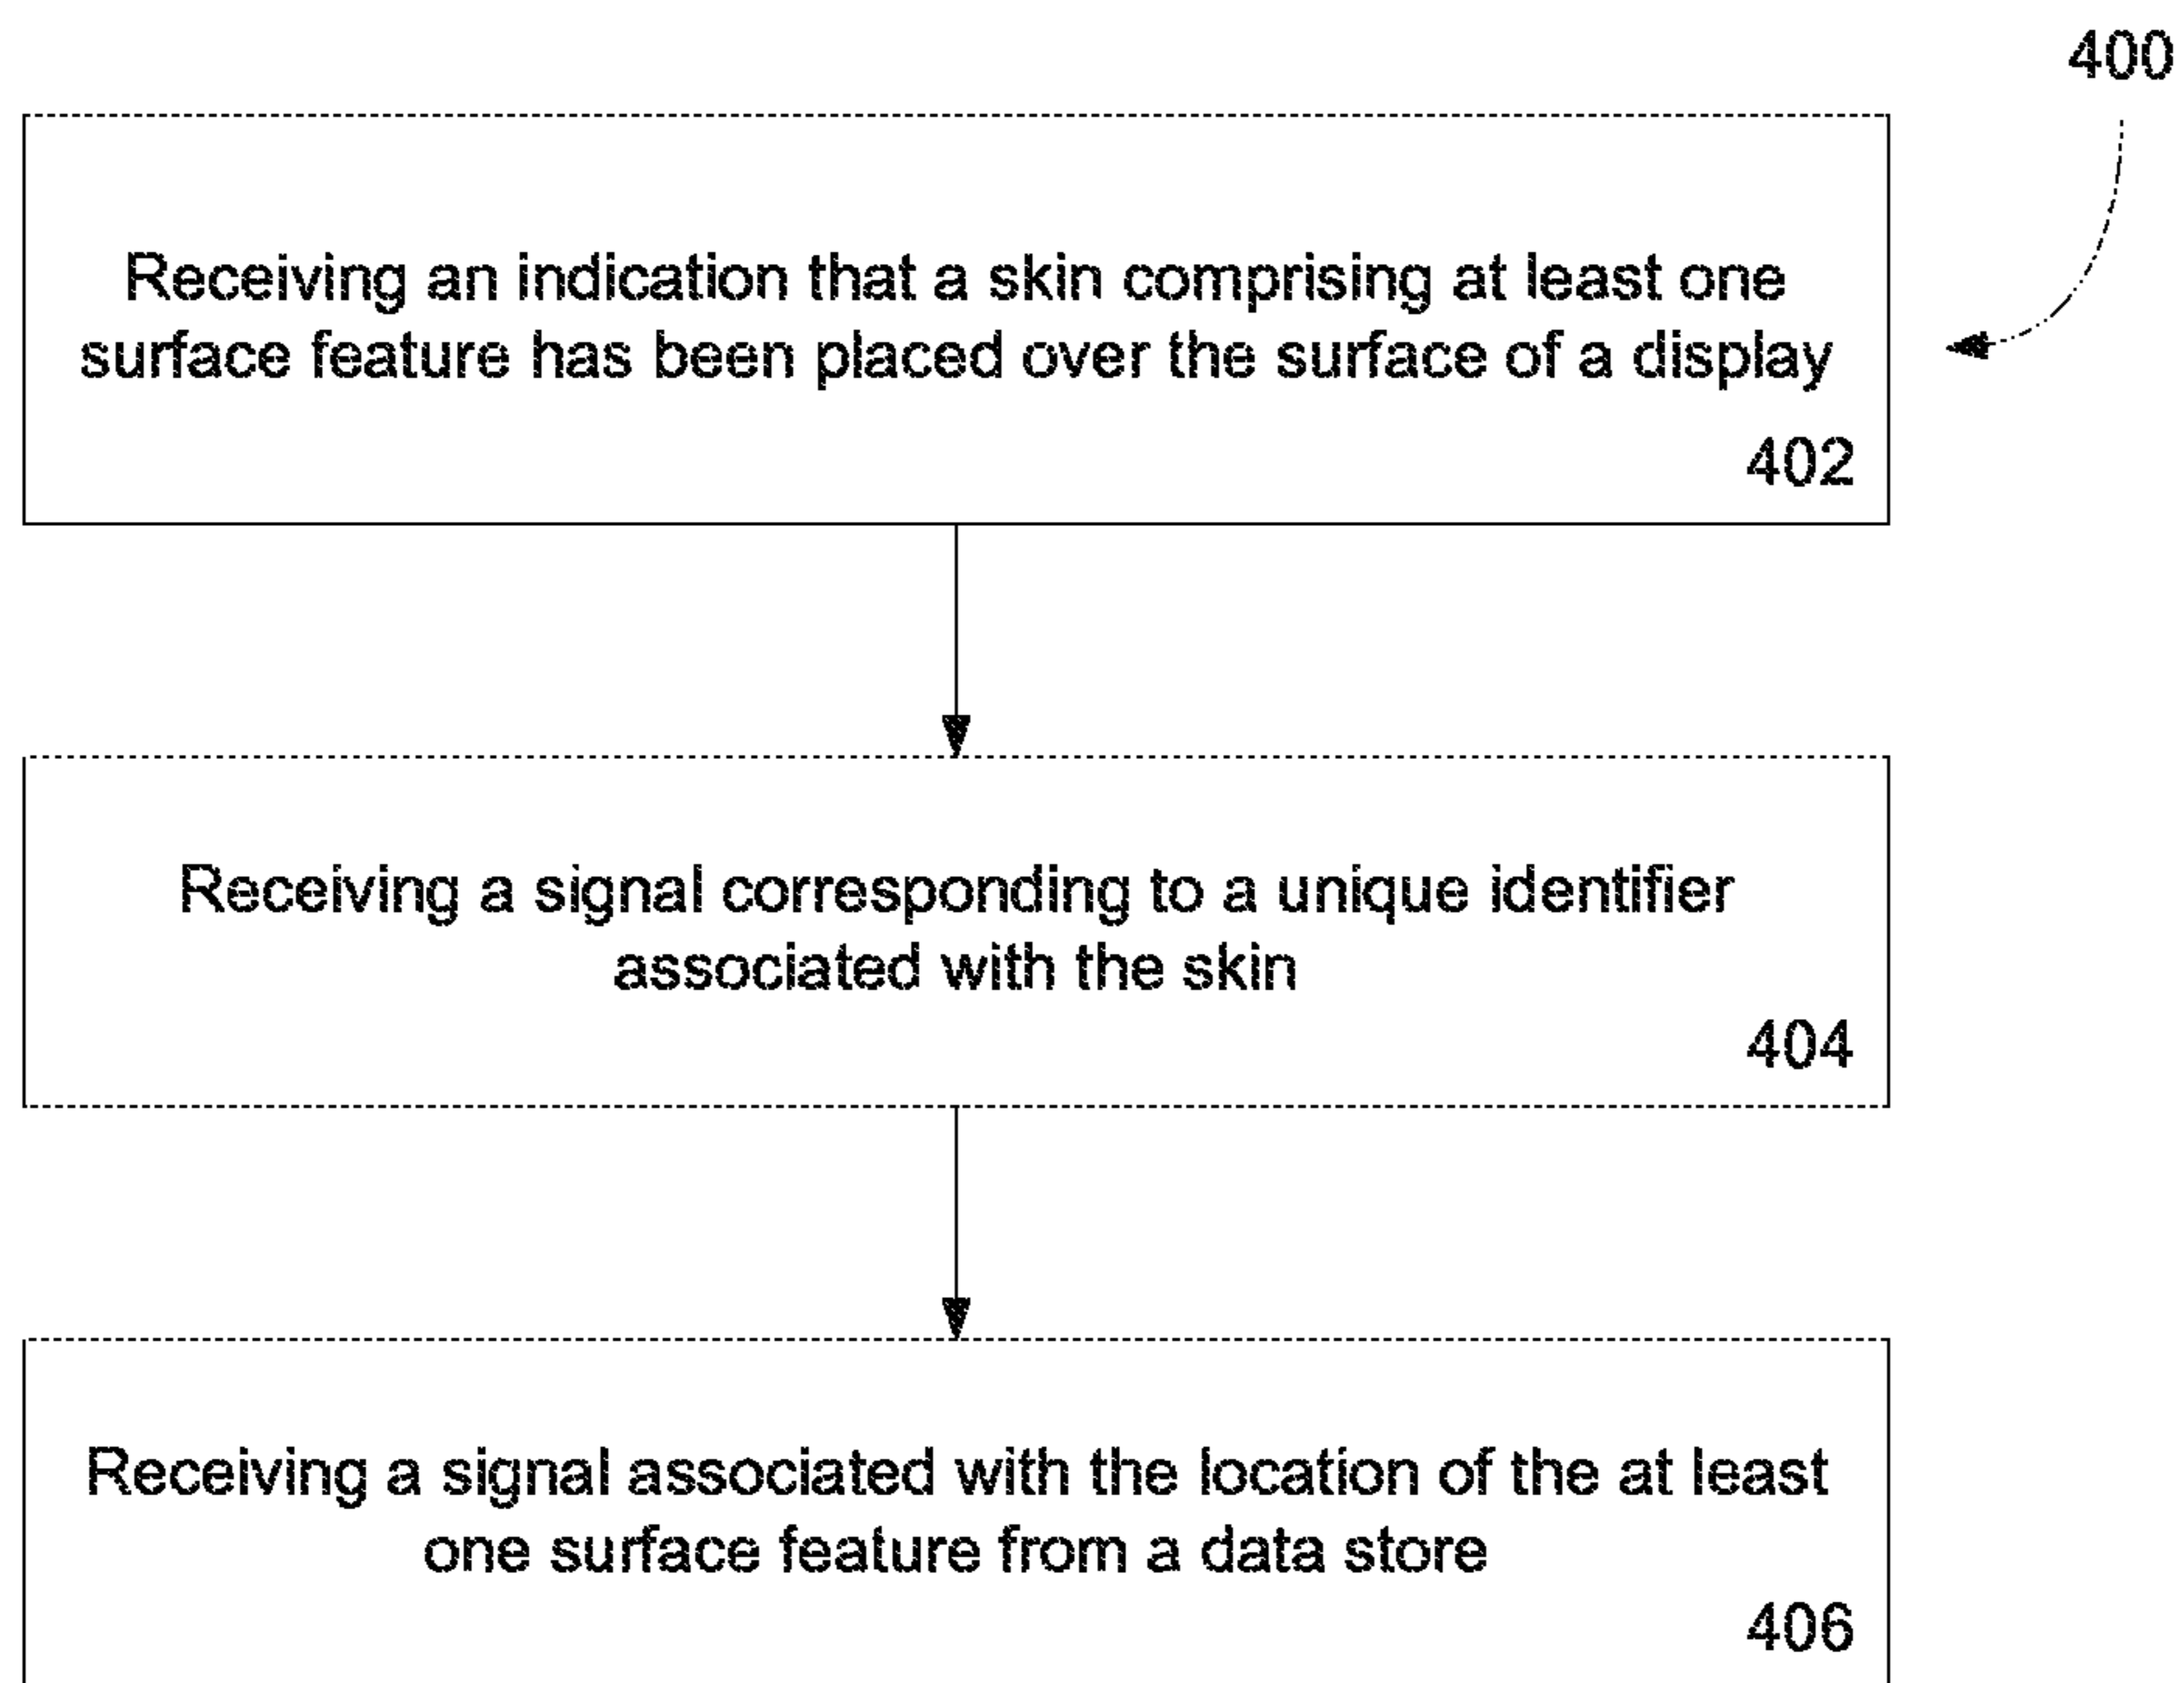 400
Receiving an indication that a skin comprising at least one
surface feature has been placed over the surface of a display
402
Receiving a signal corresponding to a unique identifier
associated with the skin
404
Receiving a signal associated with the location of the at least
one surface feature from a data store
406